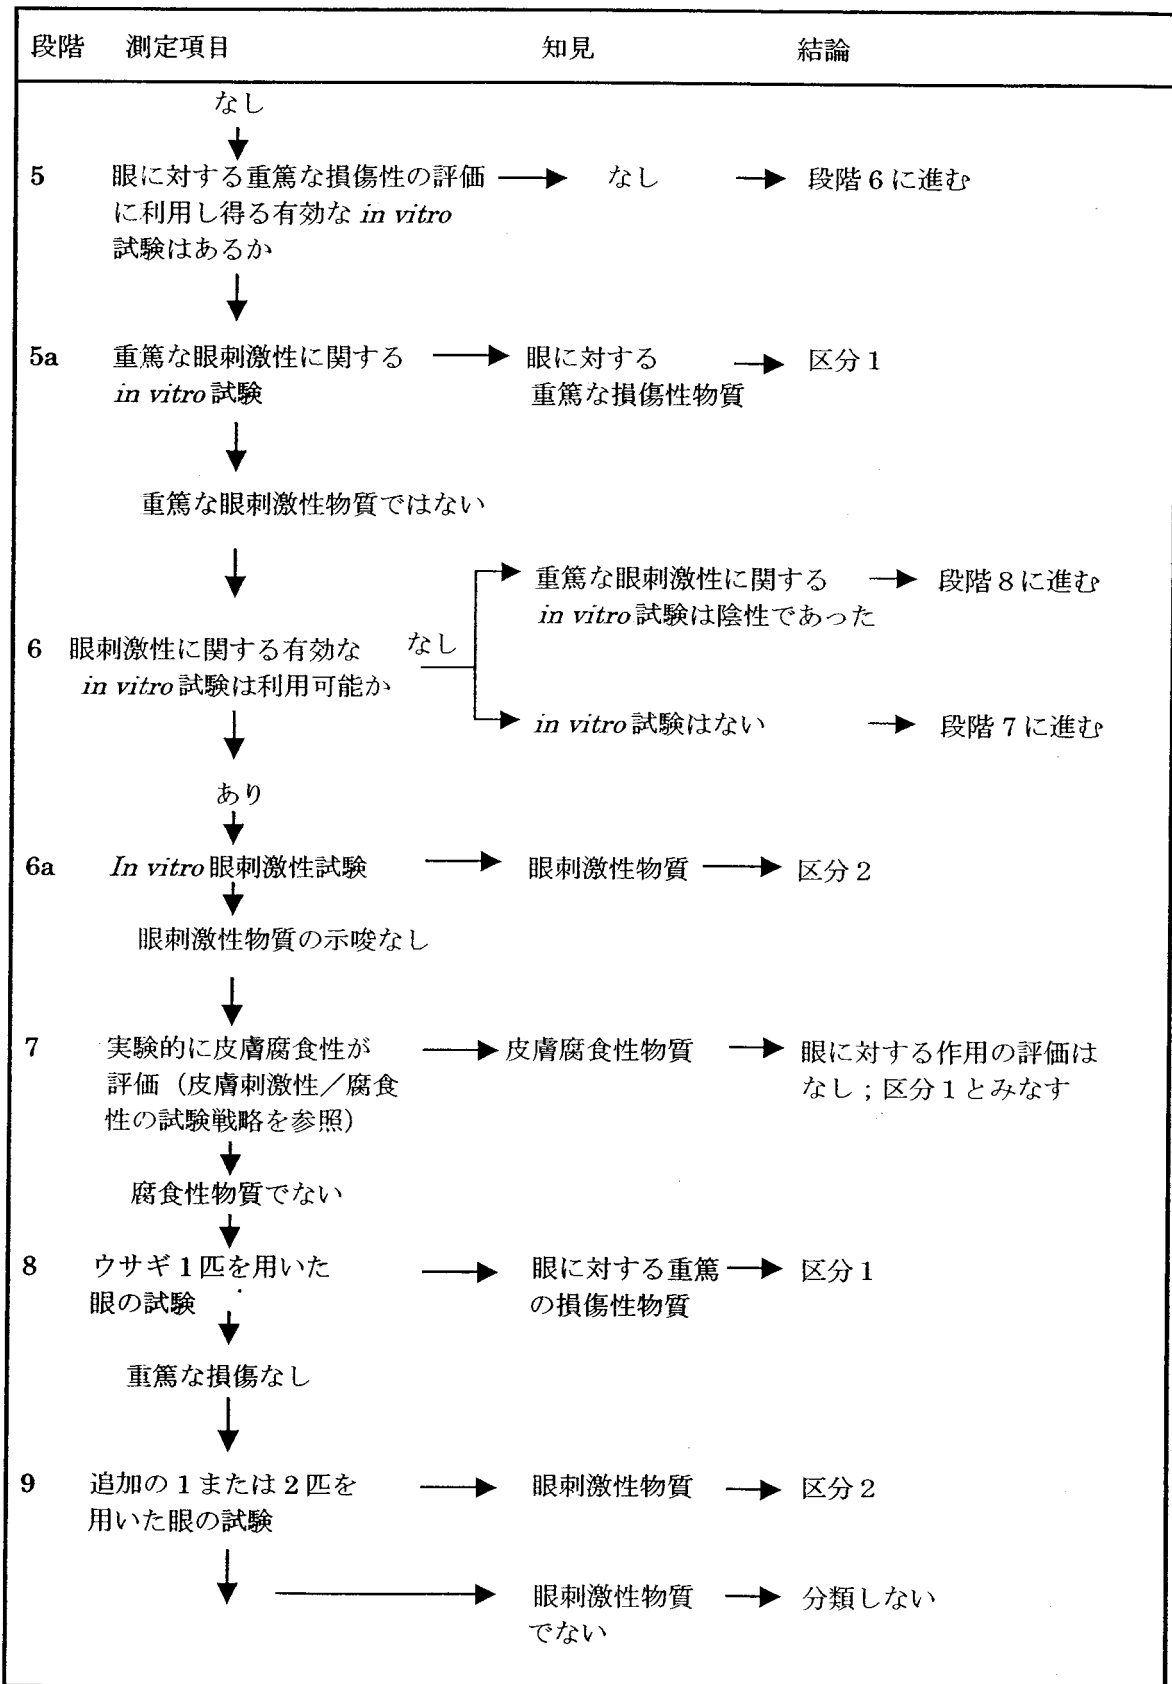 段階 測定項目 知見 結論
なし
5 眼に対する重篤な損傷性の評価 なし 段階6に進む
に利用し得る有効な in vitro
試験はあるか
5a 重篤な眼刺激性に関する 眼に対する 区分1
in vitro 試験 重篤な損傷性物質
重篤な眼刺激性物質ではない
重篤な眼刺激性に関する 段階8に進む
in vitro 試験は陰性であった
6 眼刺激性に関する有効な なし
in vitro 試験は利用可能か
in vitro 試験はない 段階7に進む
あり
6a In vitro 眼刺激性試験 眼刺激性物質 区分2
眼刺激性物質の示唆なし
7 実験的に皮膚腐食性が 皮膚腐食性物質 眼に対する作用の評価は
評価（皮膚刺激性／腐食 なし；区分1とみなす
性の試験戦略を参照）
腐食性物質でない
8 ウサギ1匹を用いた 眼に対する重篤 区分1
眼の試験 の損傷性物質
重篤な損傷なし
9 追加の1または2匹を 眼刺激性物質 区分2
用いた眼の試験
眼刺激性物質 分類しない
でない